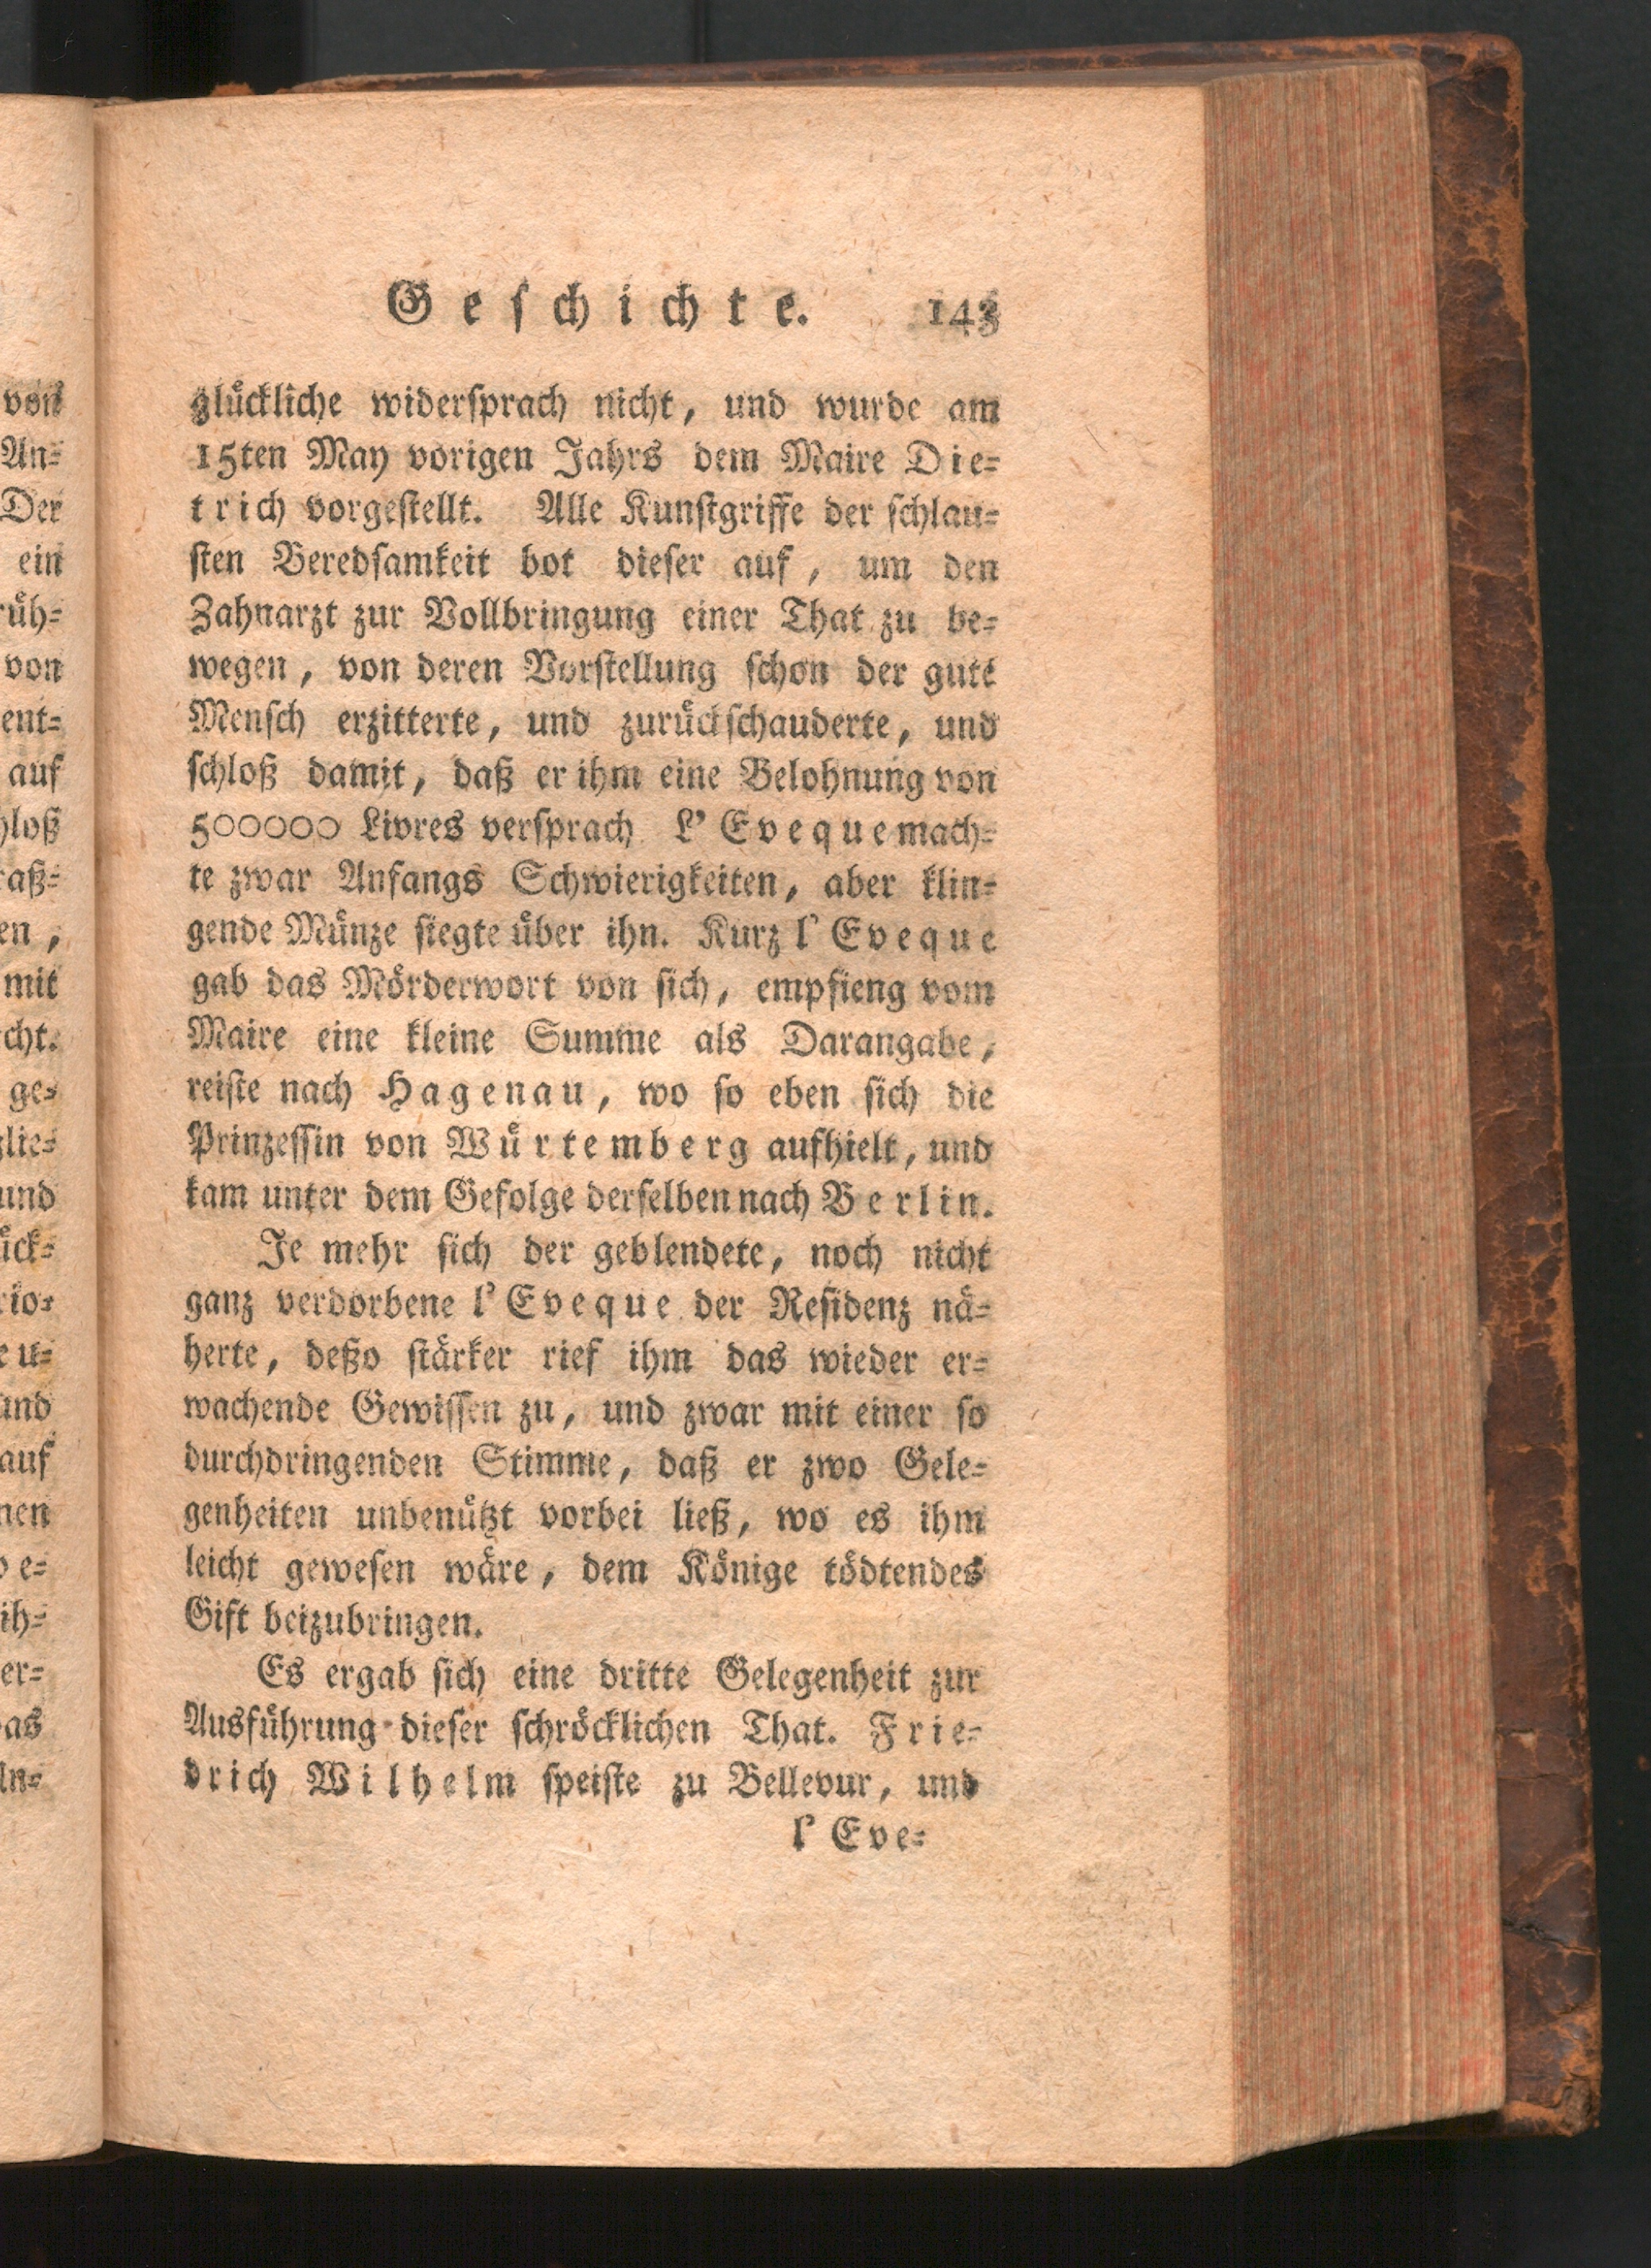 Geschichte. 143
glückliche widersprach nicht, und wurde am
15ten May vorigen Jahrs dem Maire Die-
trich vorgestellt. Alle Kunstgriffe der schlau-
sten Beredsamkeit bot dieser auf, um den
Zahnarzt zur Vollbringung einer That zu be-
wegen, von deren Vorstellung schon der gute
Mensch erzitterte, und zurückschauderte, und
schloß damit, daß er ihm eine Belohnung von
500000 Livres versprach L' Eveque mach-
te zwar Anfangs Schwierigkeiten, aber klin-
gende Münze siegte über ihn. Kurz l' Eveque
gab das Mörderwort von sich, empfieng vom
Maire eine kleine Summe als Darangabe,
reiste nach Hagenau, wo so eben sich die
Prinzessin von Würtemberg aufhielt, und
kam unter dem Gefolge derselben nach Berlin.
Je mehr sich der geblendete, noch nicht
ganz verdorbene l' Eveque der Residenz nä-
herte, deßo stärker rief ihm das wieder er-
wachende Gewissen zu, und zwar mit einer so
durchdringenden Stimme, daß er zwo Gele-
genheiten unbenützt vorbei ließ, wo es ihm
leicht gewesen wäre, dem Könige tödtendes
Gift beizubringen.
Es ergab sich eine dritte Gelegenheit zur
Ausführung dieser schröcklichen That. Frie-
drich Wilhelm speiste zu Bellevur, und
l' Eve-